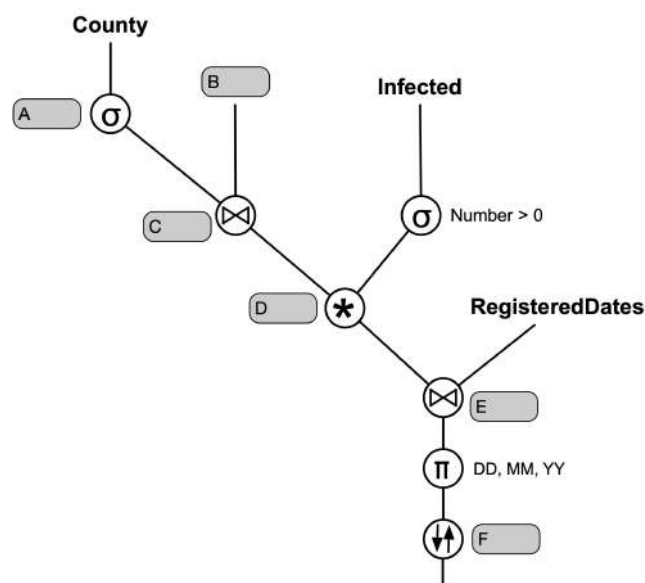 County
A
σ
B
Infected
C
⋈
σ
Number > 0
D
*
RegisteredDates
⋈
E
π
DD, MM, YY
F